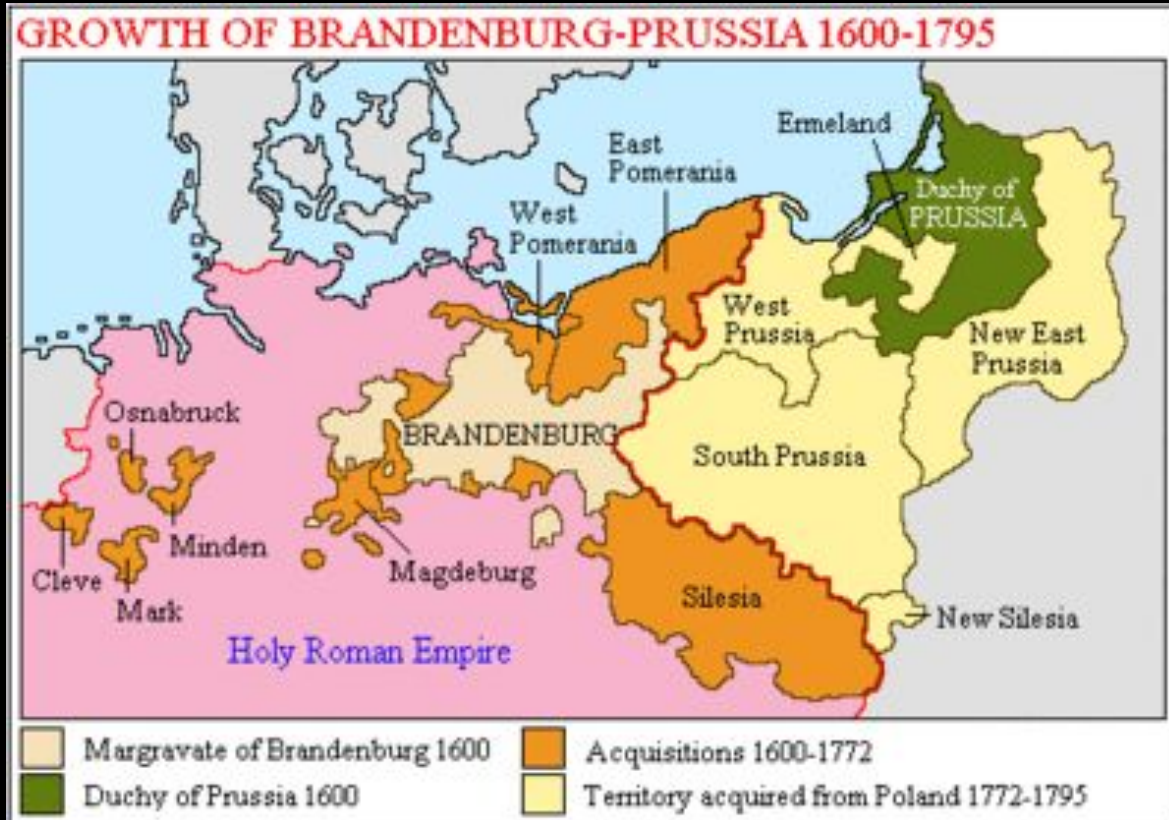 GROWTH OF BRANDENBURG-PRUSSIA 1600-1795
Ermeland
East
Pomerania
West
Pomerania
Duchy of
PRUSSIA
West
Prussia
New East
Prussia
Osnabruck
BRANDENBURG
South Prussia
Minden
Cleve
Mark
Magdeburg
Silesia
New Silesia
Holy Roman Empire
Margravate of Brandenburg 1600
Acquisitions 1600-1772
Duchy of Prussia 1600
Territory acquired from Poland 1772-1795